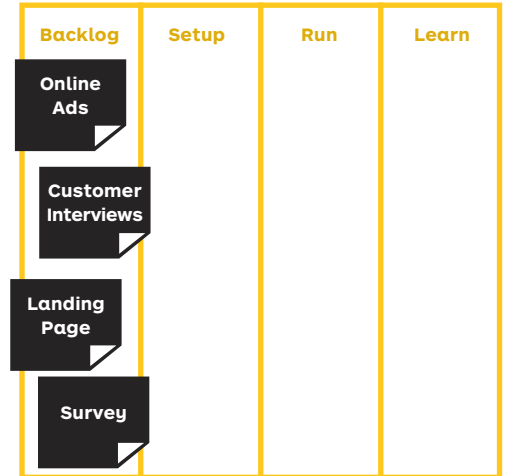 Backlog
Setup
Run
Learn
Online
Ads
Customer
Interviews
Landing
Page
Survey